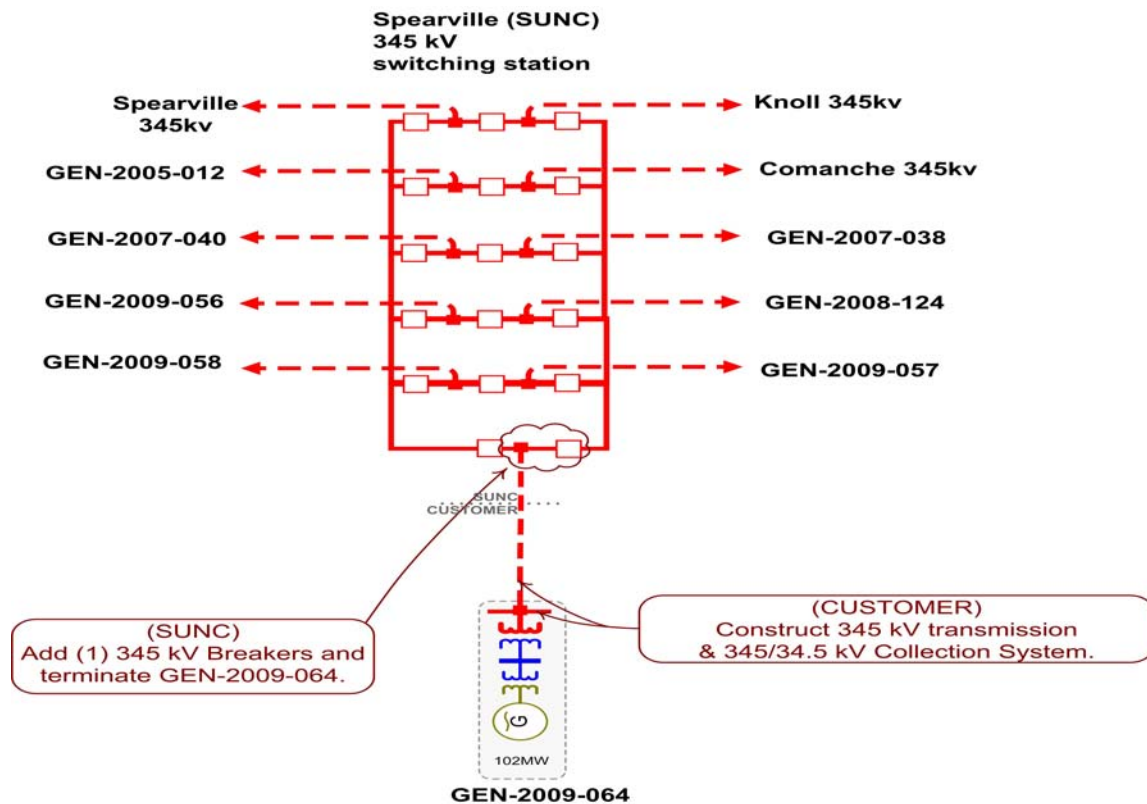 Spearville (SUNC)
345 kV
switching station
Spearville
345kv
Knoll 345kv
GEN-2005-012
Comanche 345kv
GEN-2007-040
GEN-2007-038
GEN-2009-056
GEN-2008-124
GEN-2009-058
GEN-2009-057
SUNC
CUSTOMER
(SUNC)
Add (1) 345 kV Breakers and
terminate GEN-2009-064.
(CUSTOMER)
Construct 345 kV transmission
& 345/34.5 kV Collection System.
G
102MW
GEN-2009-064